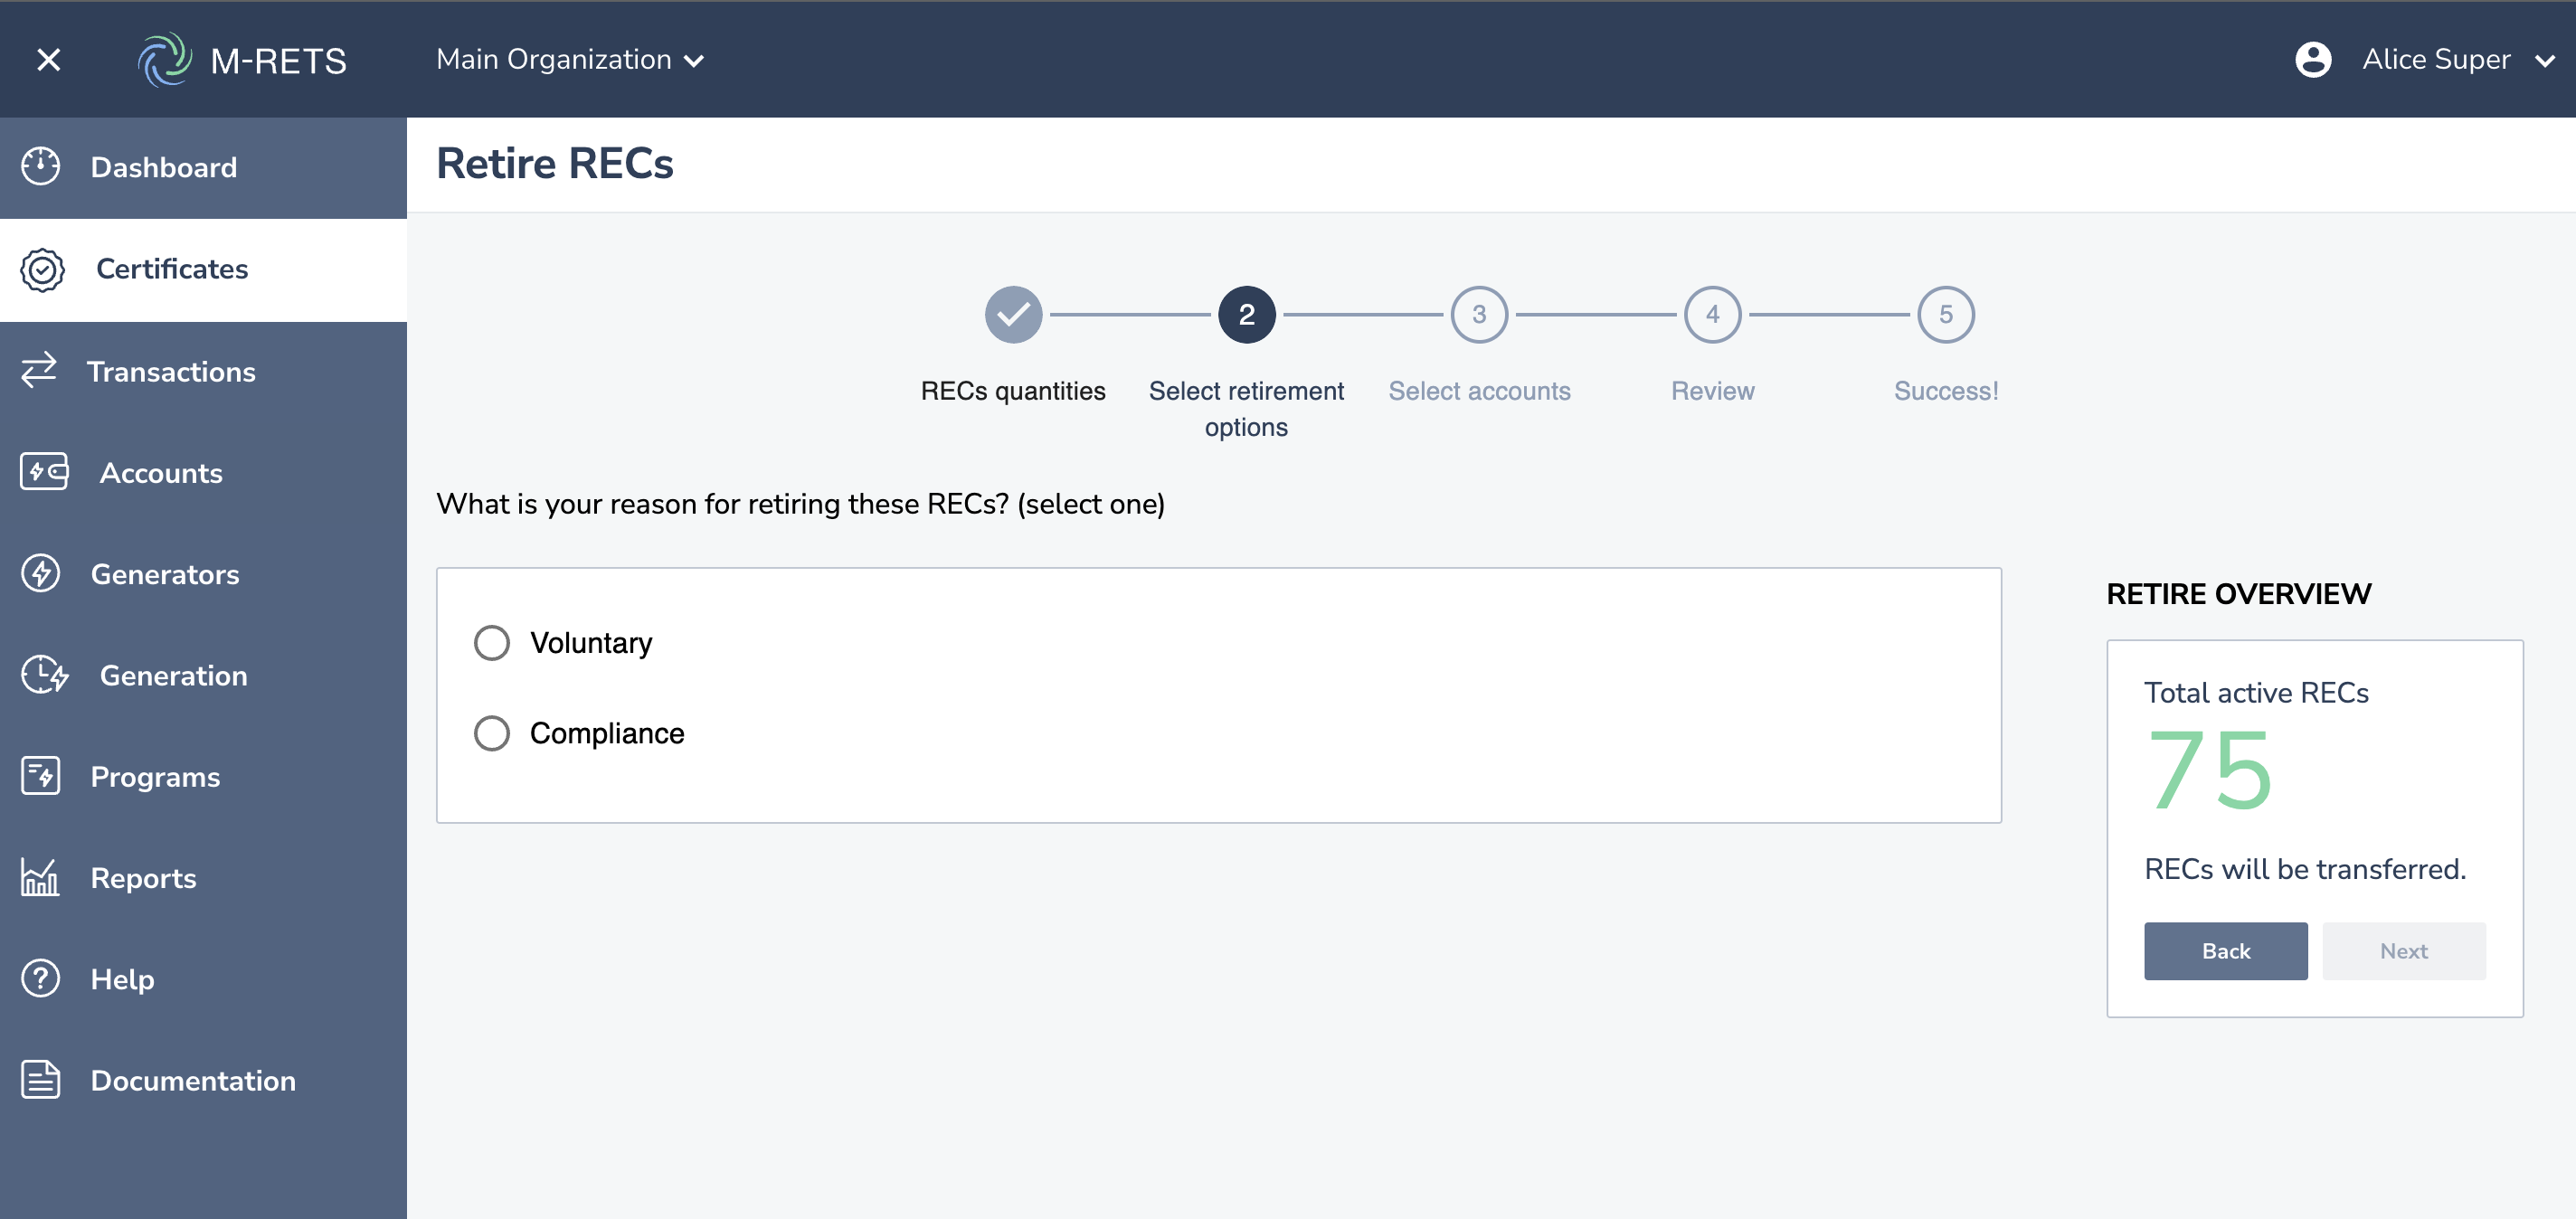 M-RETS
Main Organization
Alice Super
Dashboard
Certificates
Transactions
Accounts
Generators
Generation
Programs
Reports
Help
Documentation
Retire RECs
2
3
4
5
RECs quantities
Select retirement
options
Select accounts
Review
Success!
What is your reason for retiring these RECs? (select one)
Voluntary
Compliance
RETIRE OVERVIEW
Total active RECs
75
RECs will be transferred.
Back
Next